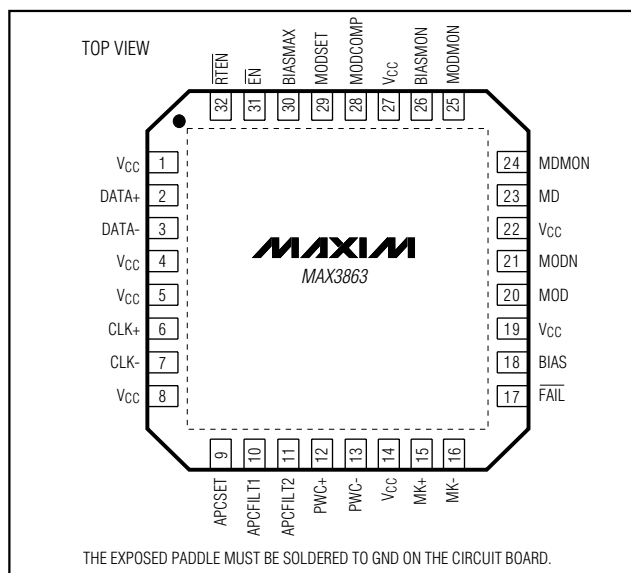 TOP VIEW
RTEN
EN
BIASMAX
MODSET
MODCOMP
VCC
BIASMON
MODMON
32
31
30
29
28
27
26
25
VCC 1
DATA+ 2
DATA- 3
VCC 4
VCC 5
CLK+ 6
CLK- 7
VCC 8
MAXIM
MAX3863
24 MDMON
23 MD
22 VCC
21 MODN
20 MOD
19 VCC
18 BIAS
17 FAIL
9
10
11
12
13
14
15
16
APCSET
APCFILT1
APCFILT2
PWC+
PWC-
VCC
MK+
MK-
THE EXPOSED PADDLE MUST BE SOLDERED TO GND ON THE CIRCUIT BOARD.